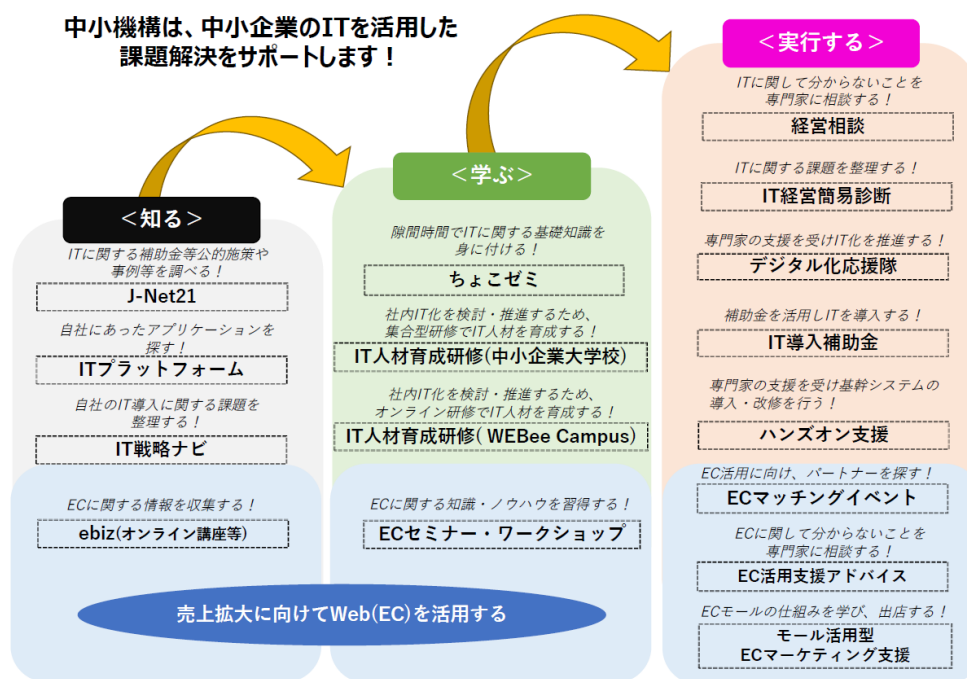 中小機構は、中小企業のITを活用した
課題解決をサポートします！
＜知る＞
ITに関する補助金等公的施策や
事例等を調べる！
J-Net21
自社にあったアプリケーションを
探す！
ITプラットフォーム
自社のIT導入に関する課題を
整理する！
IT戦略ナビ
ECに関する情報を収集する！
ebiz(オンライン講座等)
＜学ぶ＞
隙間時間でITに関する基礎知識を
身に付ける！
ちょこゼミ
社内IT化を検討・推進するため、
集合型研修でIT人材を育成する！
IT人材育成研修(中小企業大学校)
社内IT化を検討・推進するため、
オンライン研修でIT人材を育成する！
IT人材育成研修( WEBee Campus)
ECに関する知識・ノウハウを習得する！
ECセミナー・ワークショップ
＜実行する＞
ITに関して分からないことを
専門家に相談する！
経営相談
ITに関する課題を整理する！
IT経営簡易診断
専門家の支援を受けIT化を推進する！
デジタル化応援隊
補助金を活用しITを導入する！
IT導入補助金
専門家の支援を受け基幹システムの
導入・改修を行う！
ハンズオン支援
EC活用に向け、パートナーを探す！
ECマッチングイベント
ECに関して分からないことを
専門家に相談する！
EC活用支援アドバイス
ECモールの仕組みを学び、出店する！
モール活用型
ECマーケティング支援
売上拡大に向けてWeb(EC)を活用する